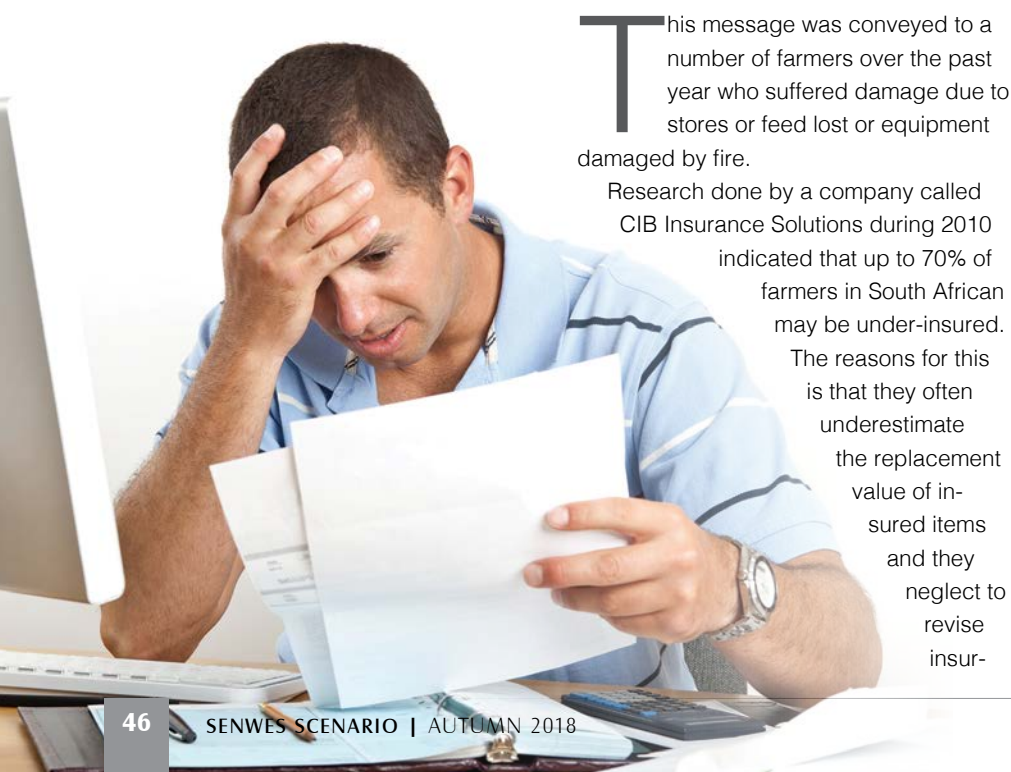 This message was conveyed to a
number of farmers over the past
year who suffered damage due to
stores or feed lost or equipment
damaged by fire.
Research done by a company called
CIB Insurance Solutions during 2010
indicated that up to 70% of
farmers in South African
may be under-insured.
The reasons for this
is that they often
underestimate
the replacement
value of in-
sured items
and they
neglect to
revise
insur-
46 SENWES SCENARIO | AUTUMN 2018